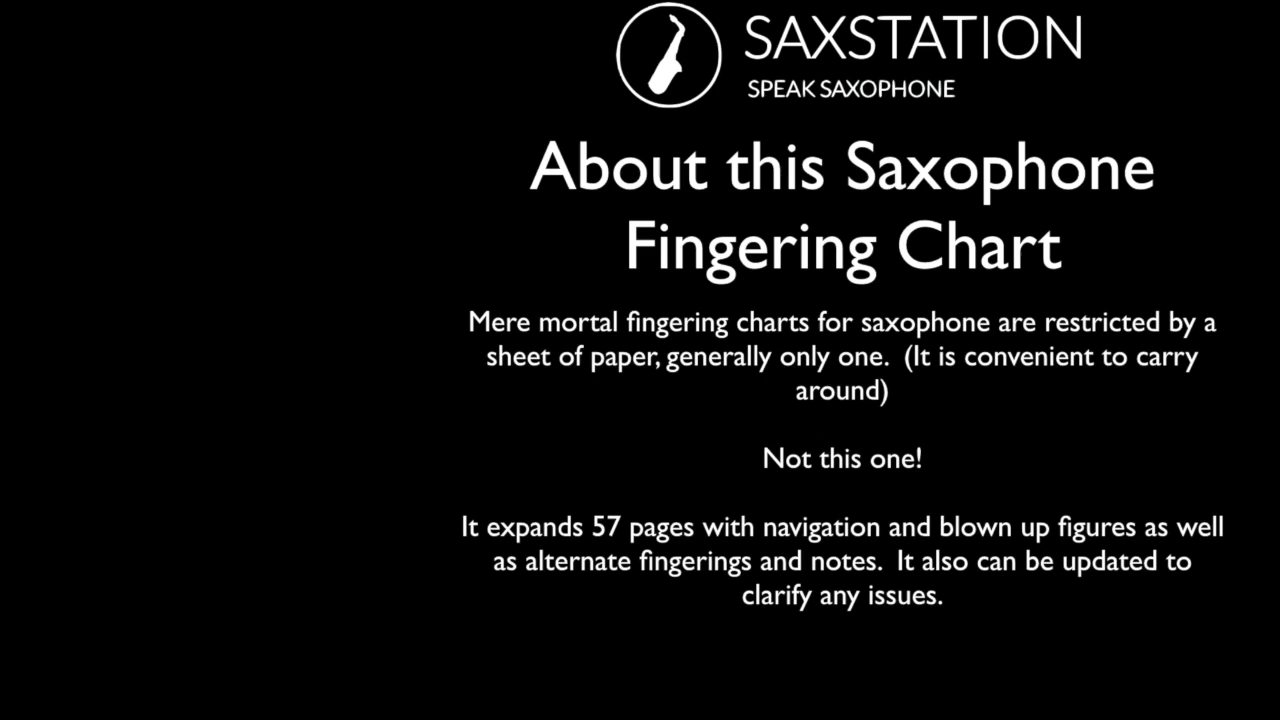 SAXSTATION
SPEAK SAXOPHONE
About this Saxophone
Fingering Chart
Mere mortal fingering charts for saxophone are restricted by a
sheet of paper, generally only one.  (It is convenient to carry
around)
Not this one!
It expands 57 pages with navigation and blown up figures as well
as alternate fingerings and notes.  It also can be updated to
clarify any issues.